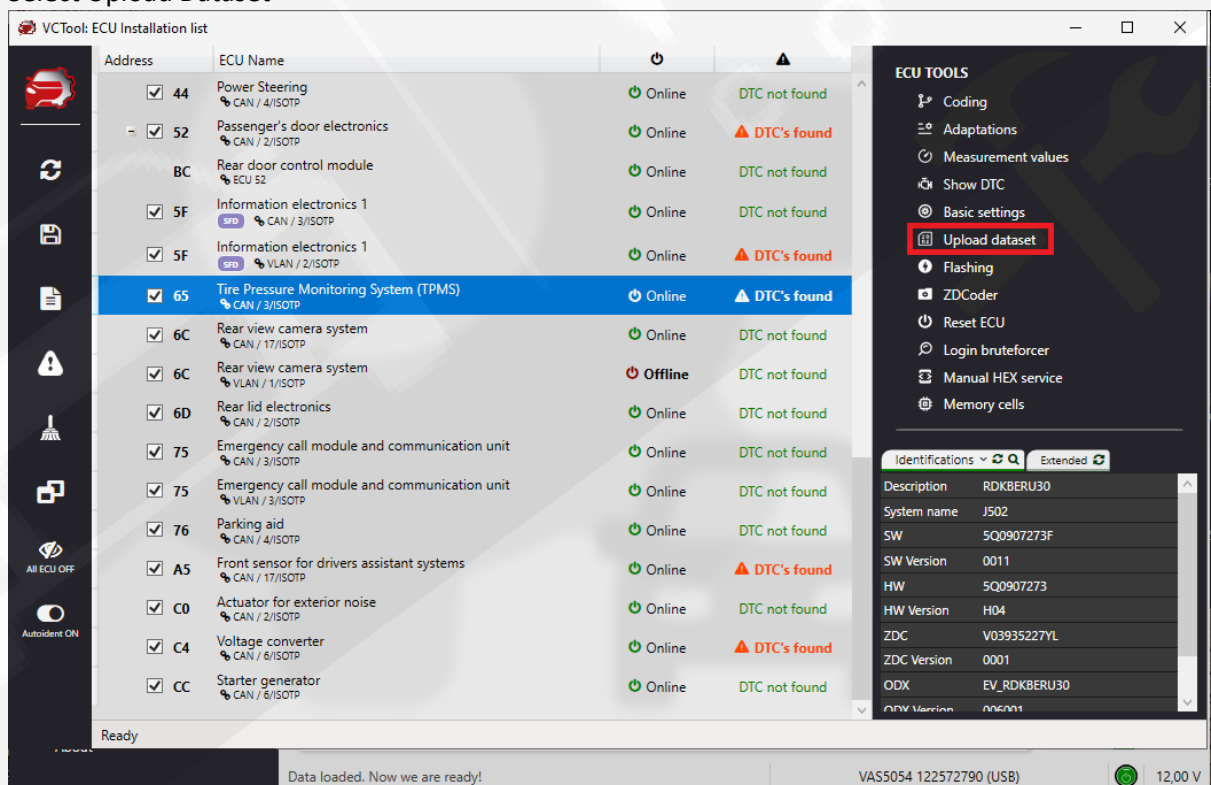 Select Upload Dataset
VCTool: ECU Installation list
Address ECU Name
44 Power Steering Online DTC not found
CAN / 4/ISOTP
52 Passenger's door electronics Online DTC's found
CAN / 2/ISOTP
BC Rear door control module Online DTC not found
ECU 52
5F Information electronics 1 Online DTC not found
SFD CAN / 3/ISOTP
5F Information electronics 1 Online DTC's found
SFD VLAN / 2/ISOTP
65 Tire Pressure Monitoring System (TPMS) Online DTC's found
CAN / 3/ISOTP
6C Rear view camera system Online DTC not found
CAN / 17/ISOTP
6C Rear view camera system Offline DTC not found
VLAN / 1/ISOTP
6D Rear lid electronics Online DTC not found
CAN / 2/ISOTP
75 Emergency call module and communication unit Online DTC not found
CAN / 3/ISOTP
75 Emergency call module and communication unit Online DTC not found
VLAN / 3/ISOTP
76 Parking aid Online DTC not found
CAN / 4/ISOTP
A5 Front sensor for drivers assistant systems Online DTC's found
CAN / 17/ISOTP
C0 Actuator for exterior noise Online DTC not found
CAN / 2/ISOTP
C4 Voltage converter Online DTC's found
CAN / 6/ISOTP
CC Starter generator Online DTC not found
CAN / 6/ISOTP
All ECU OFF
Autoident ON
Ready
ECU TOOLS
Coding
Adaptations
Measurement values
Show DTC
Basic settings
Upload dataset
Flashing
ZDCoder
Reset ECU
Login bruteforcer
Manual HEX service
Memory cells
Identifications Extended
Description RDKBERU30
System name J502
SW 5Q0907273F
SW Version 0011
HW 5Q0907273
HW Version H04
ZDC V03935227YL
ZDC Version 0001
ODX EV_RDKBERU30
ODX Version 006001
About
Data loaded. Now we are ready! VAS5054 122572790 (USB) 12,00 V